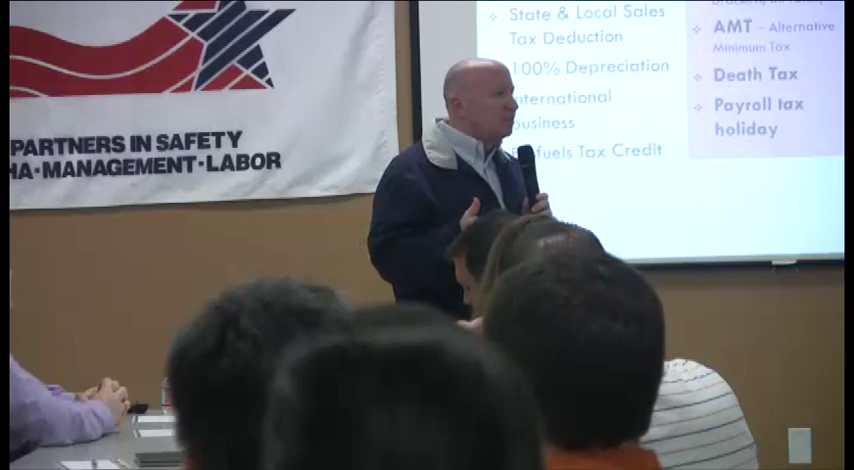 PARTNERS IN SAFETY
MANAGEMENT · LABOR
State & Local Sales
Tax Deduction
100% Depreciation
International
Business
Tax Credit
AMT – Alternative
Minimum Tax
Death Tax
Payroll tax
holiday